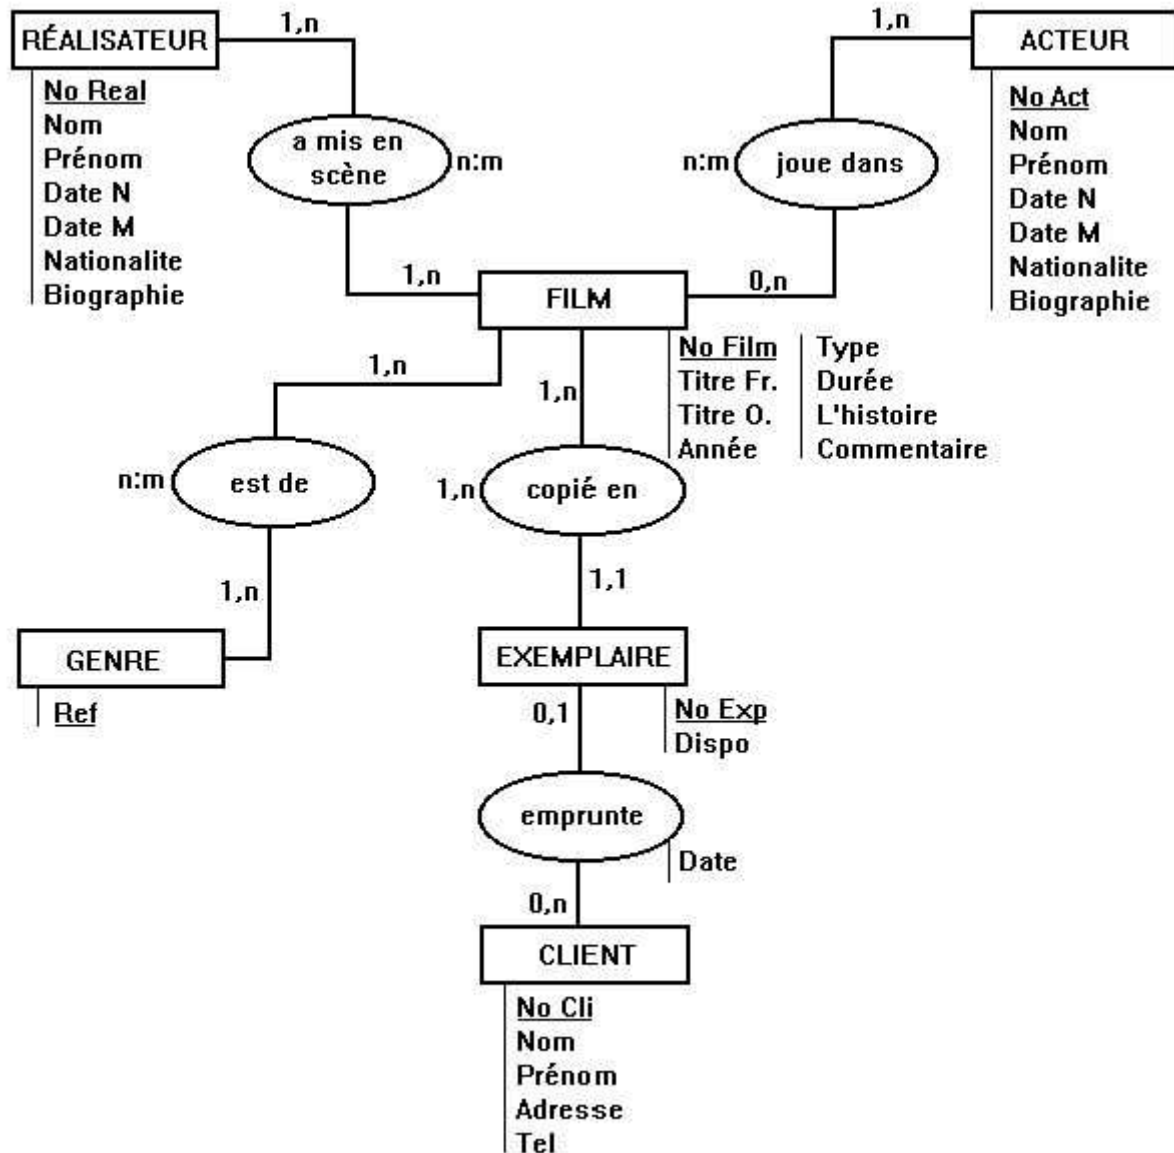 1,n
1,n
RÉALISATEUR
ACTEUR
No Real
Nom
Prénom
Date N
Date M
Nationalite
Biographie
a mis en
scène
n:m
n:m
joue dans
No Act
Nom
Prénom
Date N
Date M
Nationalite
Biographie
1,n
FILM
0,n
No Film
Titre Fr.
Titre O.
Année
Type
Durée
L'histoire
Commentaire
1,n
1,n
n:m
est de
1,n
copié en
1,n
1,1
GENRE
Ref
EXEMPLAIRE
No Exp
Dispo
0,1
emprunte
Date
0,n
CLIENT
No Cli
Nom
Prénom
Adresse
Tel